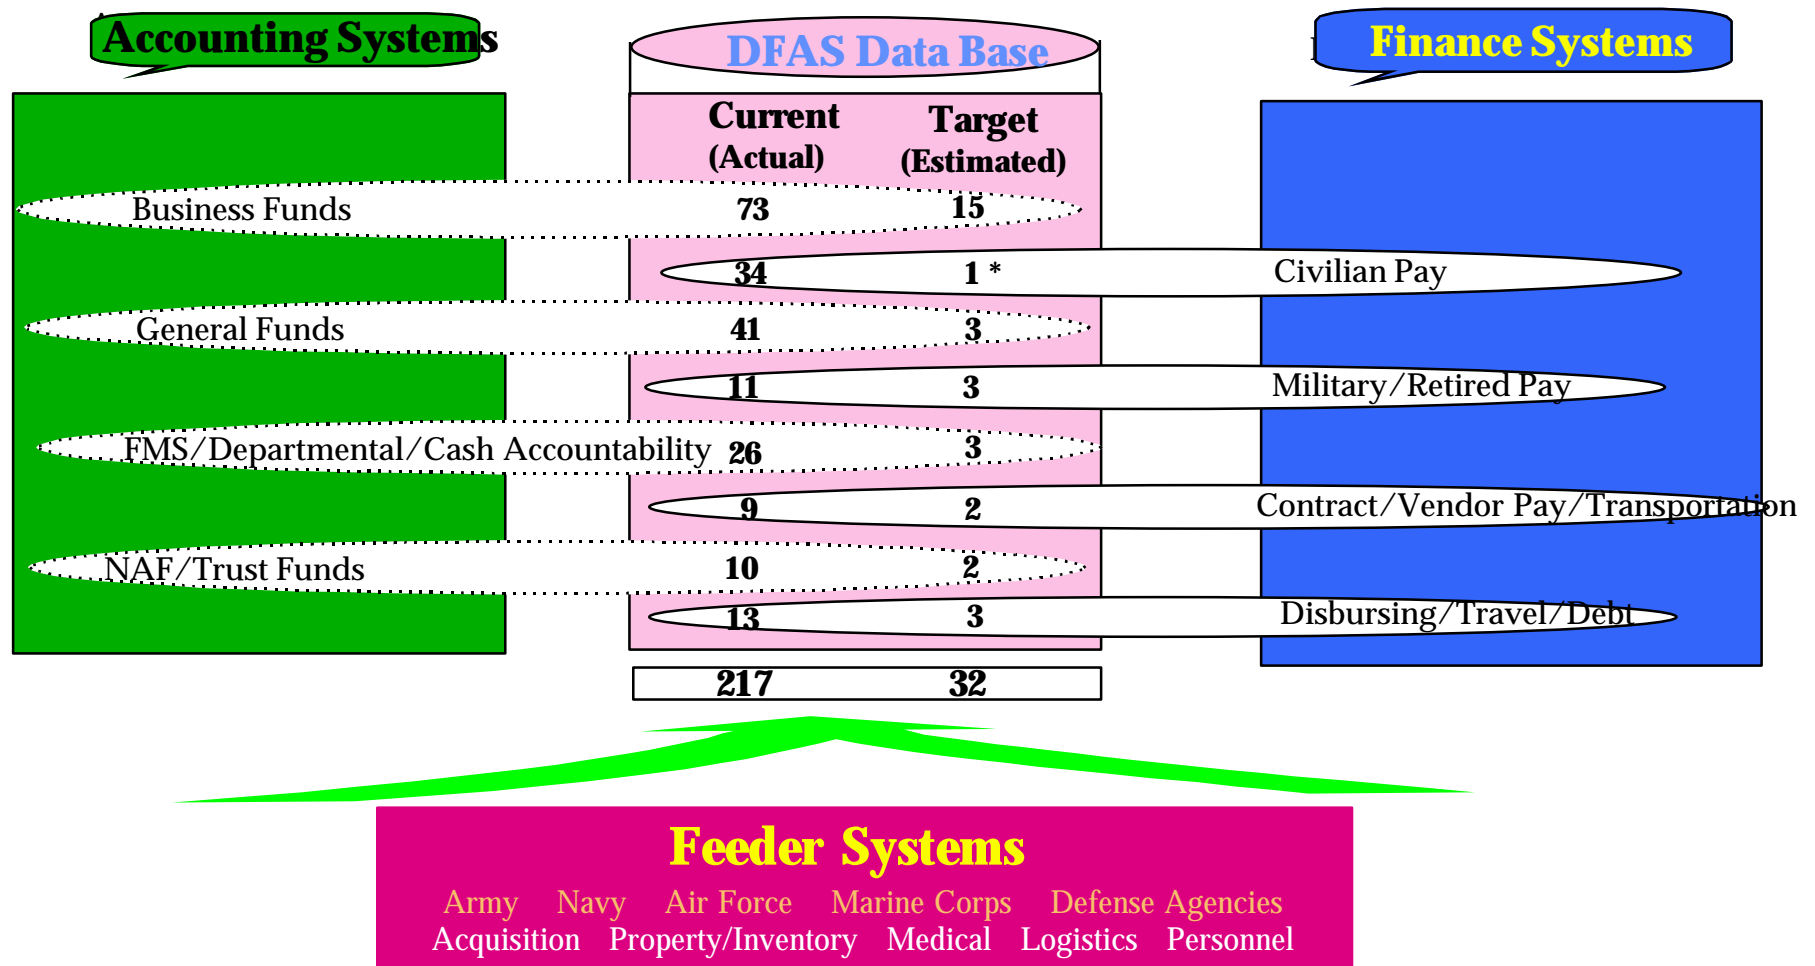 Accounting Systems
DFAS Data Base
Finance Systems
Current Target
(Actual) (Estimated)
Business Funds 73 15
34 1 * Civilian Pay
General Funds 41 3
11 3 Military/Retired Pay
FMS/Departmental/Cash Accountability 26 3
9 2 Contract/Vendor Pay/Transportation
NAF/Trust Funds 10 2
13 3 Disbursing/Travel/Debt
217 32
Feeder Systems
Army Navy Air Force Marine Corps Defense Agencies
Acquisition Property/Inventory Medical Logistics Personnel